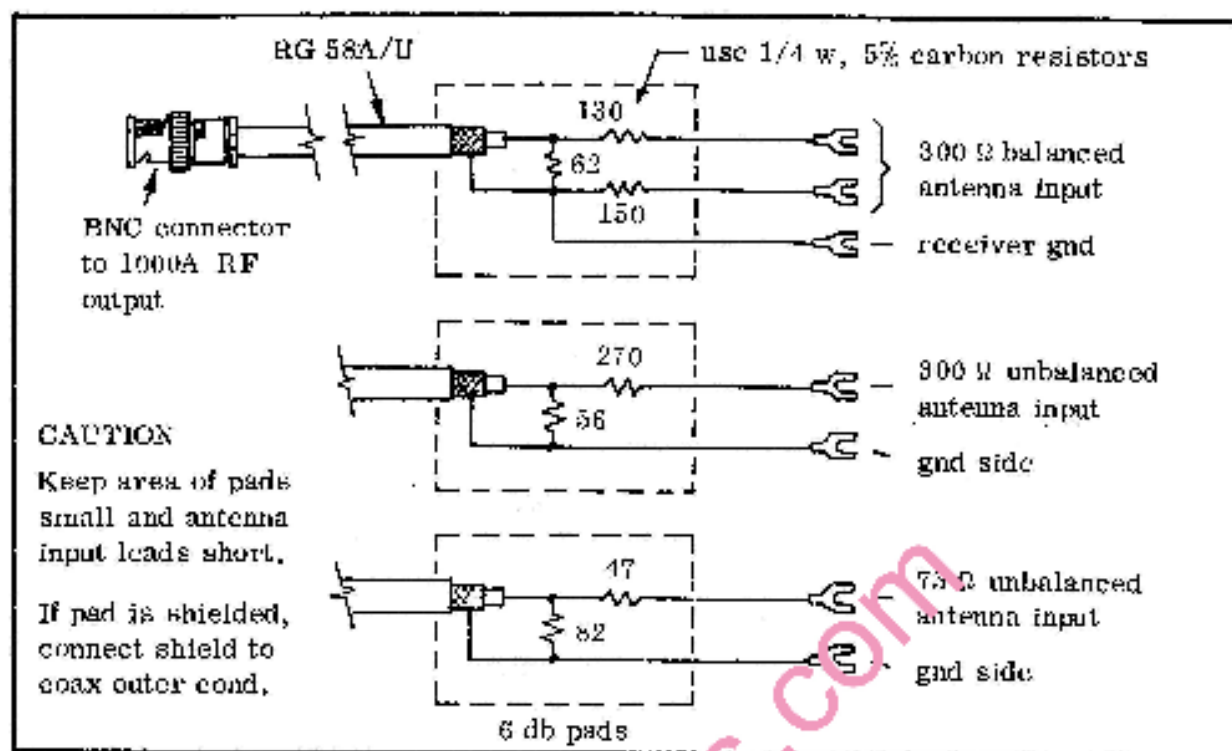 RG 58A/U
use 1/4 w, 5% carbon resistors
130
62
150
300 Ω balanced
antenna input
receiver gnd
BNC connector
to 1000A RF
output
270
56
300 Ω unbalanced
antenna input
gnd side
CAUTION
Keep area of pads
small and antenna
input leads short.
If pad is shielded,
connect shield to
coax outer cond.
47
82
75 Ω unbalanced
antenna input
gnd side
6 db pads
s.com